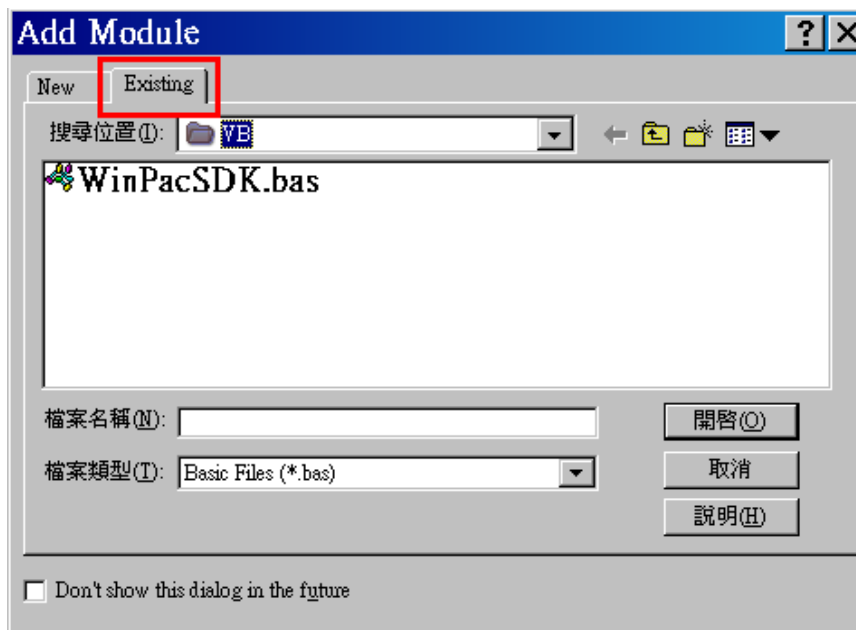 Add Module
New Existing
搜尋位置(I): VB
WinPacSDK.bas
檔案名稱(N): 開啓(O)
檔案類型(T): Basic Files (*.bas) 取消
說明(H)
Don't show this dialog in the future